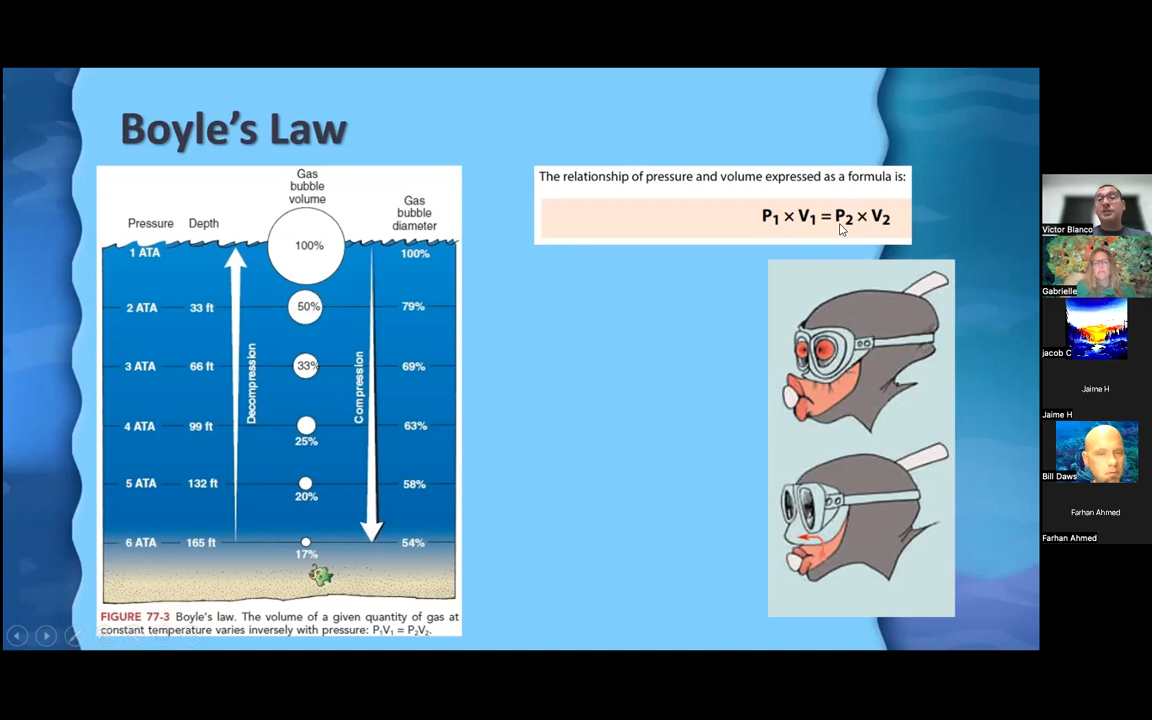 Boyle's Law
Gas
bubble
volume
Gas
bubble
diameter
Pressure Depth
100%
1 ATA 100%
2 ATA 33 ft 50% 79%
3 ATA 66 ft 33% 69%
Decompression
Compression
4 ATA 99 ft 63%
25%
5 ATA 132 ft 58%
20%
6 ATA 165 ft 54%
17%
FIGURE 77-3 Boyle's law. The volume of a given quantity of gas at
constant temperature varies inversely with pressure: P₁V₁ = P₂V₂.
The relationship of pressure and volume expressed as a formula is:
P₁ × V₁ = P₂ × V₂
Victor Blanco
Gabrielle
jacob C
Jaime H
Jaime H
Bill Daws
Farhan Ahmed
Farhan Ahmed